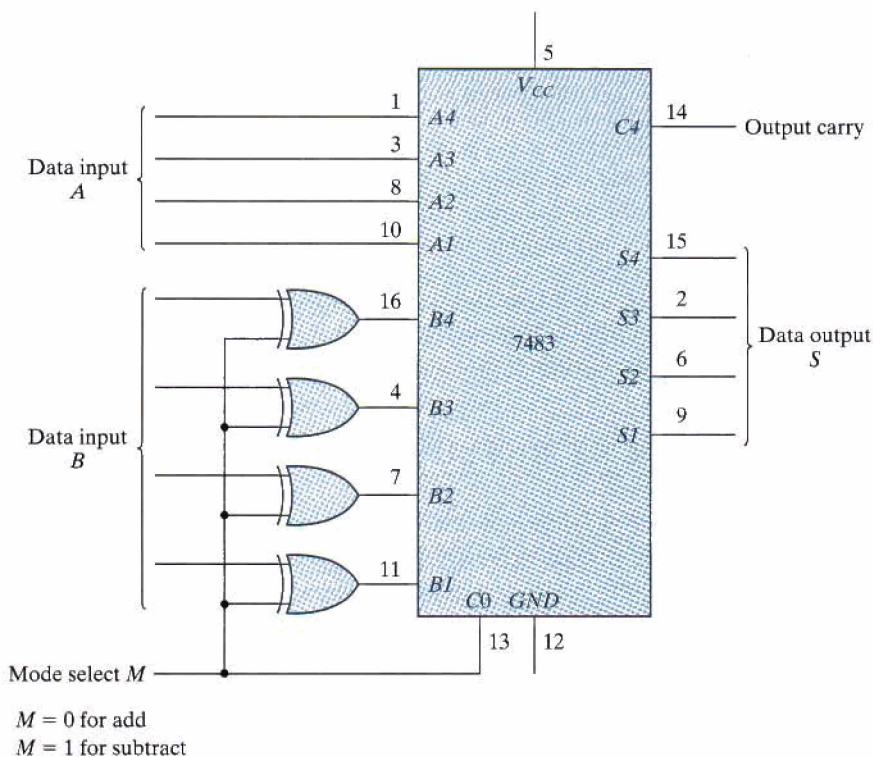 5
V_CC
1
A4
14
C4
Output carry
3
A3
Data input
A
8
A2
10
A1
15
S4
16
B4
2
S3
7483
Data output
S
6
S2
4
B3
9
S1
Data input
B
7
B2
11
B1
C0 GND
13 12
Mode select M
M = 0 for add
M = 1 for subtract